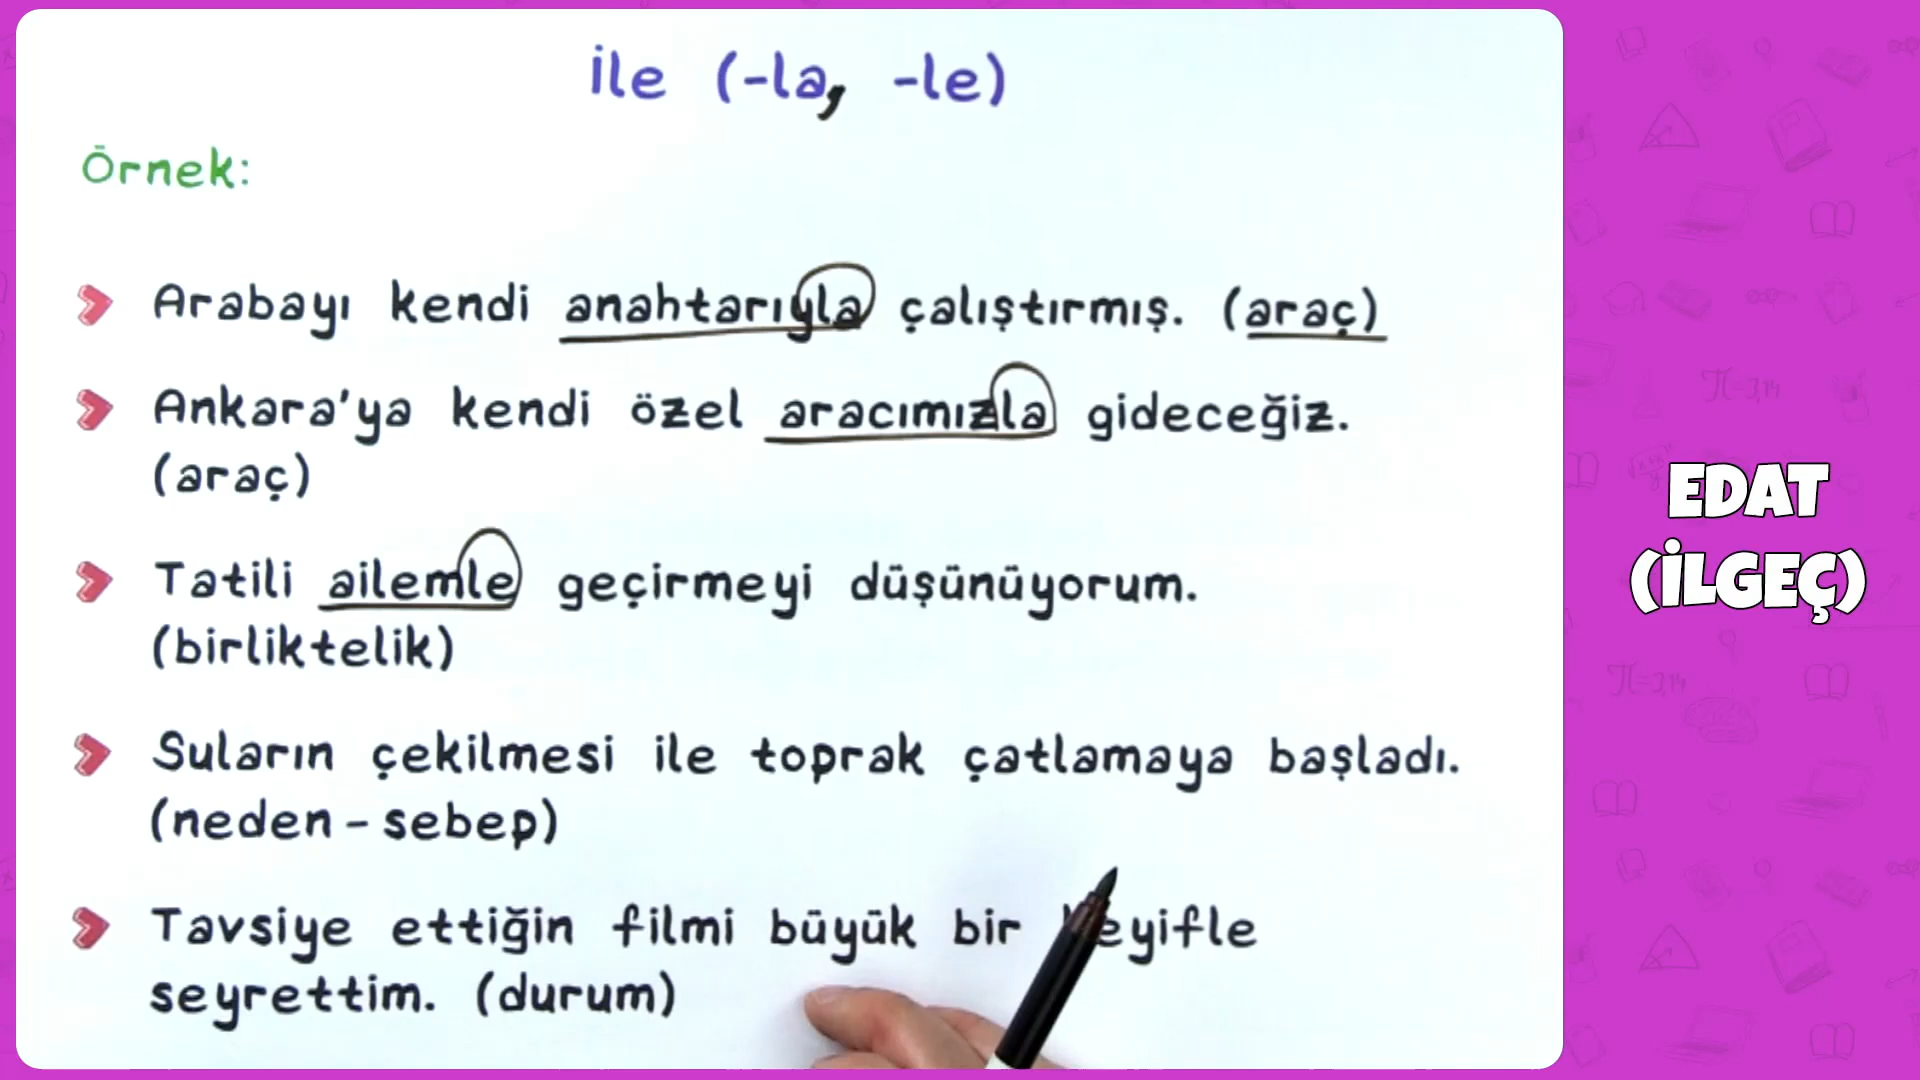 İle (-la, -le)
Örnek:
Arabayı kendi anahtarıyla çalıştırmış. (araç)
Ankara'ya kendi özel aracımızla gideceğiz.
(araç)
Tatili ailemle geçirmeyi düşünüyorum.
(birliktelik)
Suların çekilmesi ile toprak çatlamaya başladı.
(neden - sebep)
Tavsiye ettiğin filmi büyük bir keyifle
seyrettim. (durum)
EDAT
(İLGEÇ)